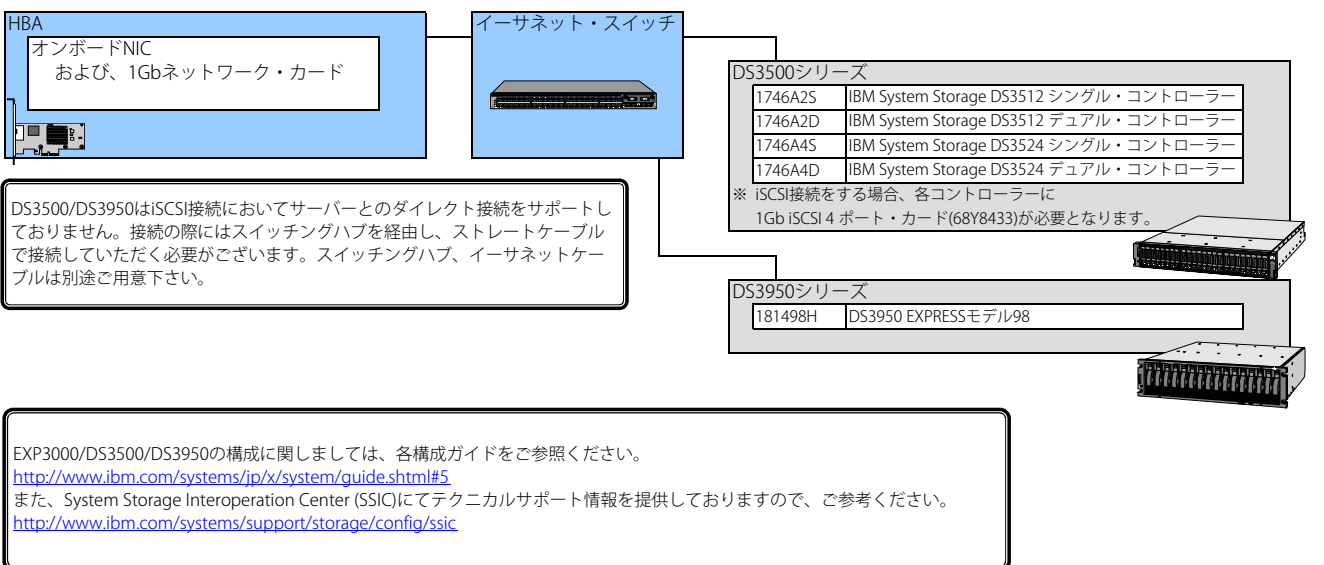 HBA
オンボードNIC
および、1Gbネットワーク・カード
イーサネット・スイッチ
DS3500シリーズ
1746A2S IBM System Storage DS3512 シングル・コントローラー
1746A2D IBM System Storage DS3512 デュアル・コントローラー
1746A4S IBM System Storage DS3524 シングル・コントローラー
1746A4D IBM System Storage DS3524 デュアル・コントローラー
※ iSCSI接続をする場合、各コントローラーに
1Gb iSCSI 4 ポート・カード(68Y8433)が必要となります。
DS3500/DS3950はiSCSI接続においてサーバーとのダイレクト接続をサポートし
ておりません。接続の際にはスイッチングハブを経由し、ストレートケーブル
で接続していただく必要がございます。スイッチングハブ、イーサネットケー
ブルは別途ご用意下さい。
DS3950シリーズ
181498H DS3950 EXPRESSモデル98
EXP3000/DS3500/DS3950の構成に関しましては、各構成ガイドをご参照ください。
http://www.ibm.com/systems/jp/x/system/guide.shtml#5
また、System Storage Interoperation Center (SSIC)にてテクニカルサポート情報を提供しておりますので、ご参考ください。
http://www.ibm.com/systems/support/storage/config/ssic